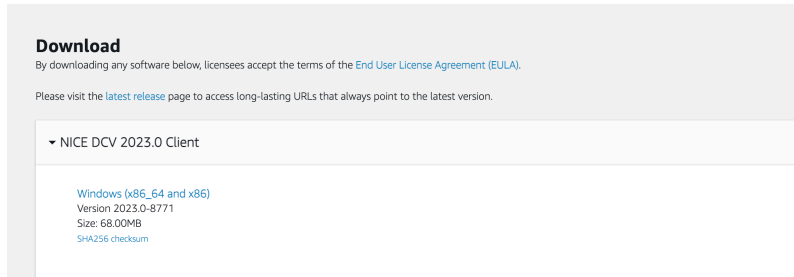 Download
By downloading any software below, licensees accept the terms of the End User License Agreement (EULA).
Please visit the latest release page to access long-lasting URLs that always point to the latest version.
NICE DCV 2023.0 Client
Windows (x86_64 and x86)
Version 2023.0-8771
Size: 68.00MB
SHA256 checksum